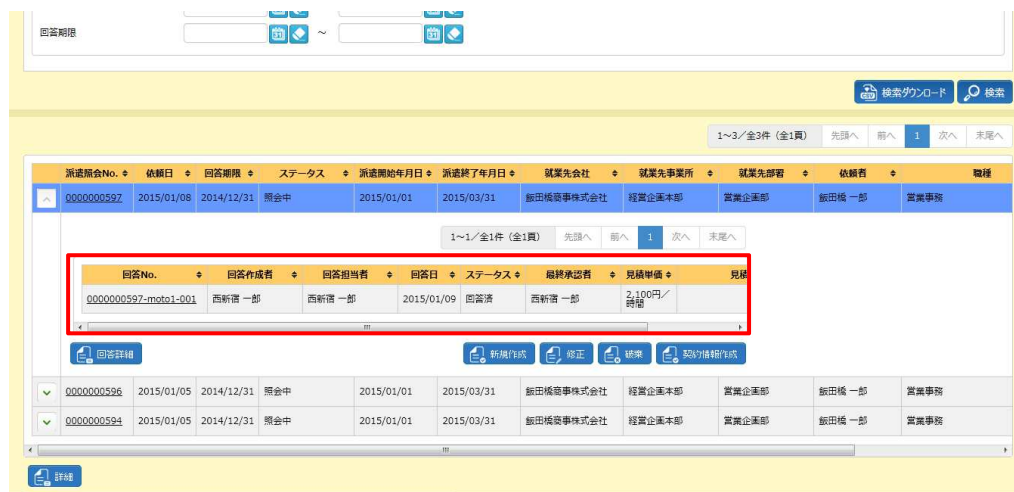 回答期限 ~
検索ダウンロード 検索
1~3/全3件 (全1頁) 先頭へ 前へ 1 次へ 末尾へ
派遣照会No. 依頼日 回答期限 ステータス 派遣開始年月日 派遣終了年月日 就業先会社 就業先事業所 就業先部署 依頼者 職種
0000000597 2015/01/08 2014/12/31 照会中 2015/01/01 2015/03/31 飯田橋商事株式会社 経営企画本部 営業企画部 飯田橋 一郎 営業事務
1~1/全1件 (全1頁) 先頭へ 前へ 1 次へ 末尾へ
回答No. 回答作成者 回答担当者 回答日 ステータス 最終承認者 見積単価 見積
0000000597-moto1-001 西新宿 一郎 西新宿 一郎 2015/01/09 回答済 西新宿 一郎 2,100円/
時間
回答詳細 新規作成 修正 破棄 契約情報作成
0000000596 2015/01/05 2014/12/31 照会中 2015/01/01 2015/03/31 飯田橋商事株式会社 経営企画本部 営業企画部 飯田橋 一郎 営業事務
0000000594 2015/01/05 2014/12/31 照会中 2015/01/01 2015/03/31 飯田橋商事株式会社 経営企画本部 営業企画部 飯田橋 一郎 営業事務
詳細